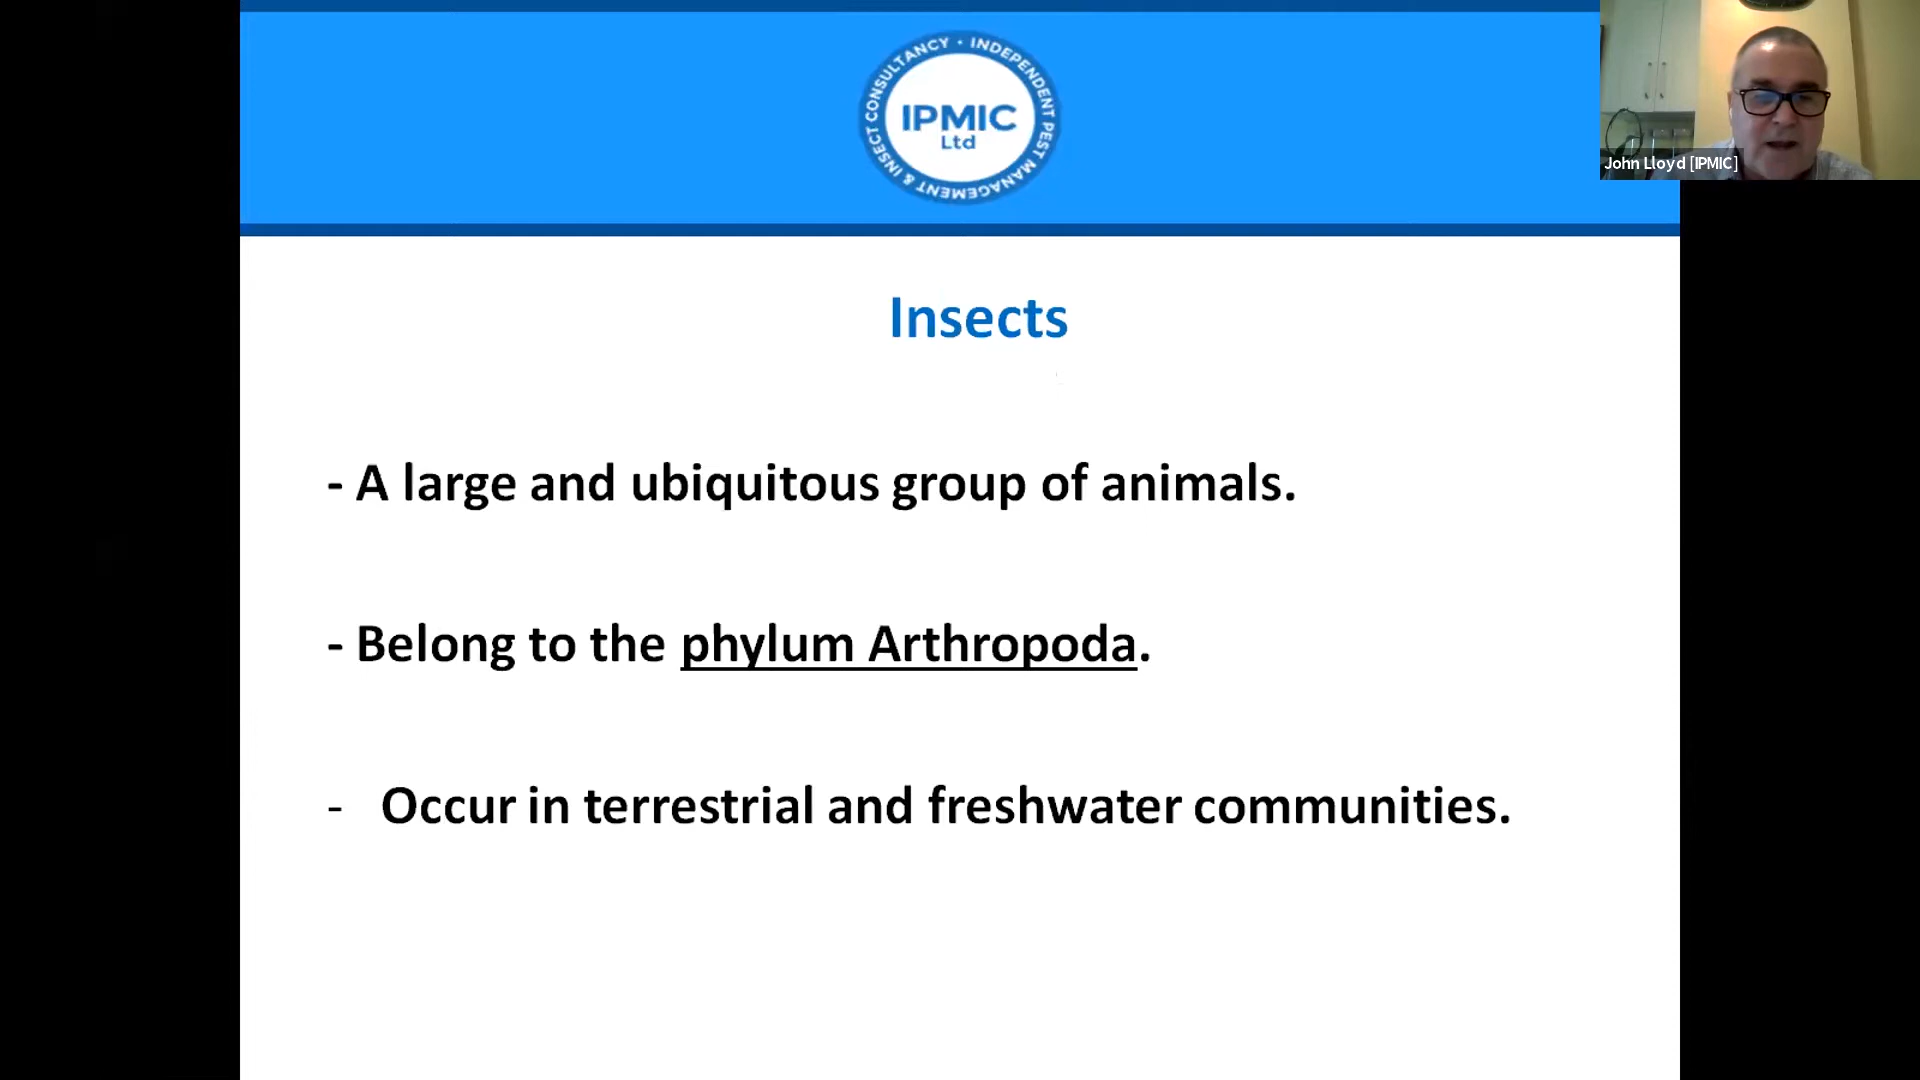 INDEPENDENT PEST MANAGEMENT & INSECT CONSULTANCY •
IPMIC
Ltd
John Lloyd [IPMIC]
Insects
- A large and ubiquitous group of animals.
- Belong to the phylum Arthropoda.
- Occur in terrestrial and freshwater communities.